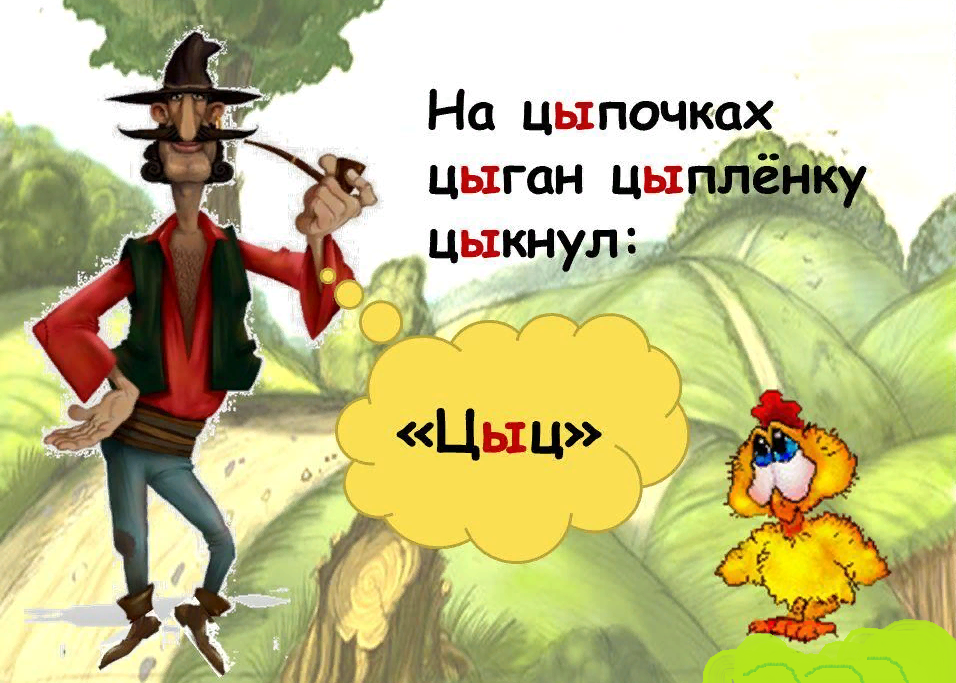 На цыпочках
цыган цыплёнку
цыкнул:
«Цыц»